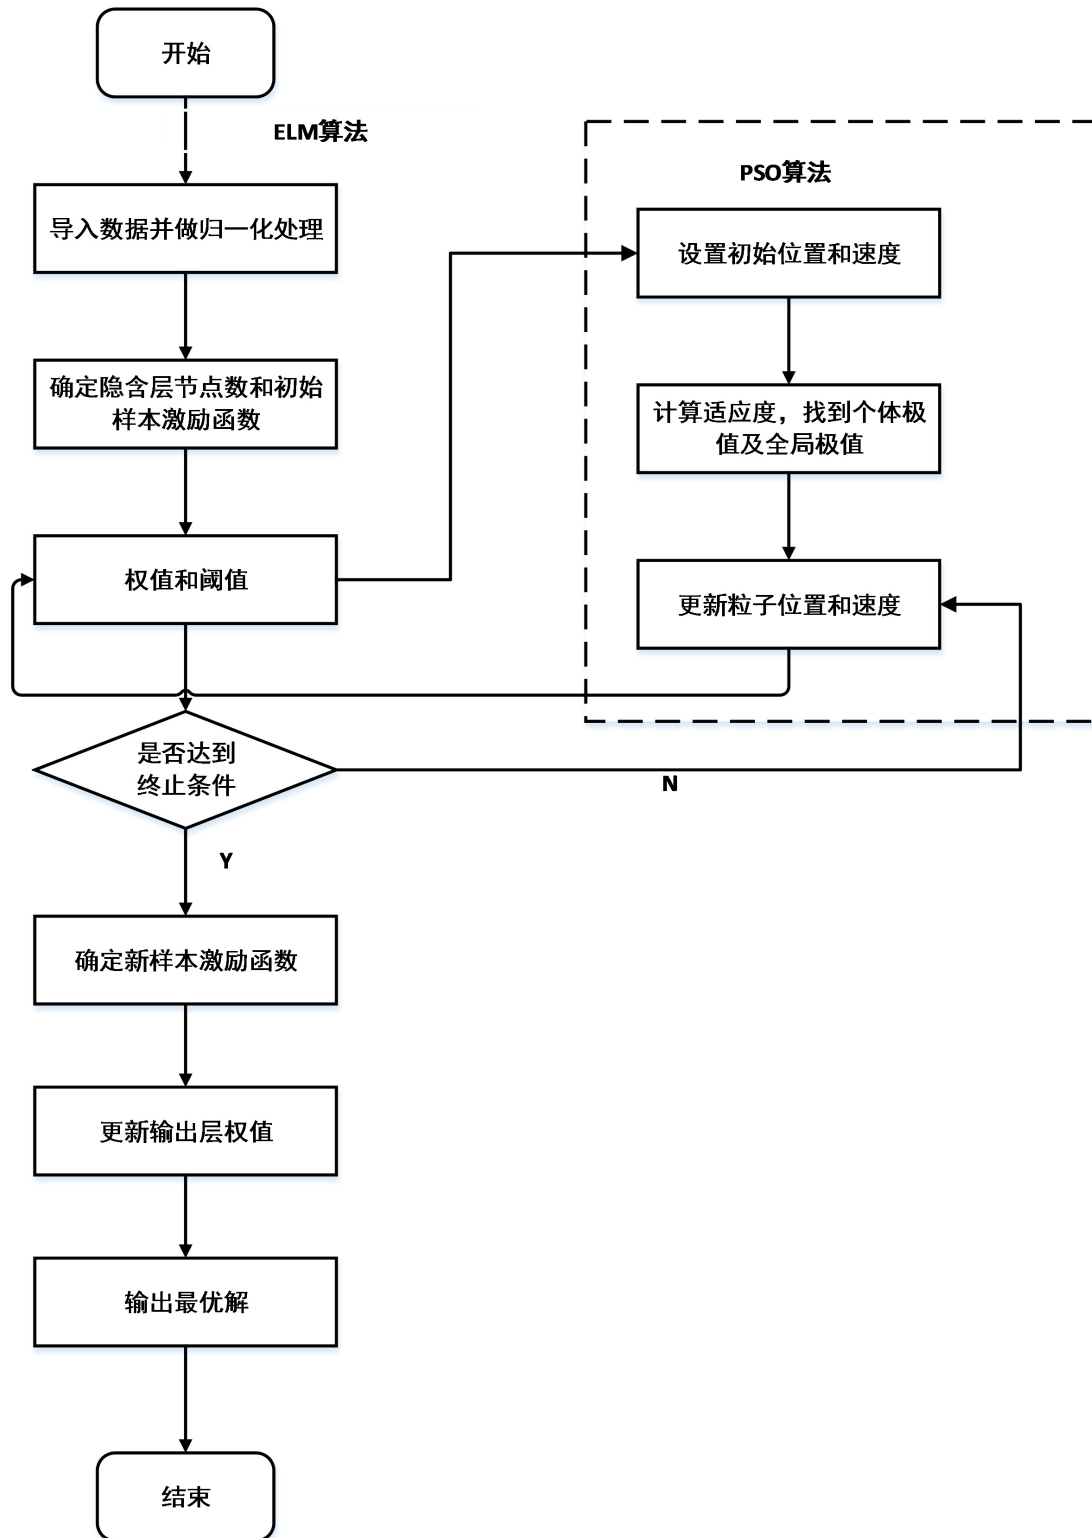 开始
ELM算法
导入数据并做归一化处理
确定隐含层节点数和初始
样本激励函数
权值和阈值
PSO算法
设置初始位置和速度
计算适应度，找到个体极
值及全局极值
更新粒子位置和速度
是否达到
终止条件
N
Y
确定新样本激励函数
更新输出层权值
输出最优解
结束